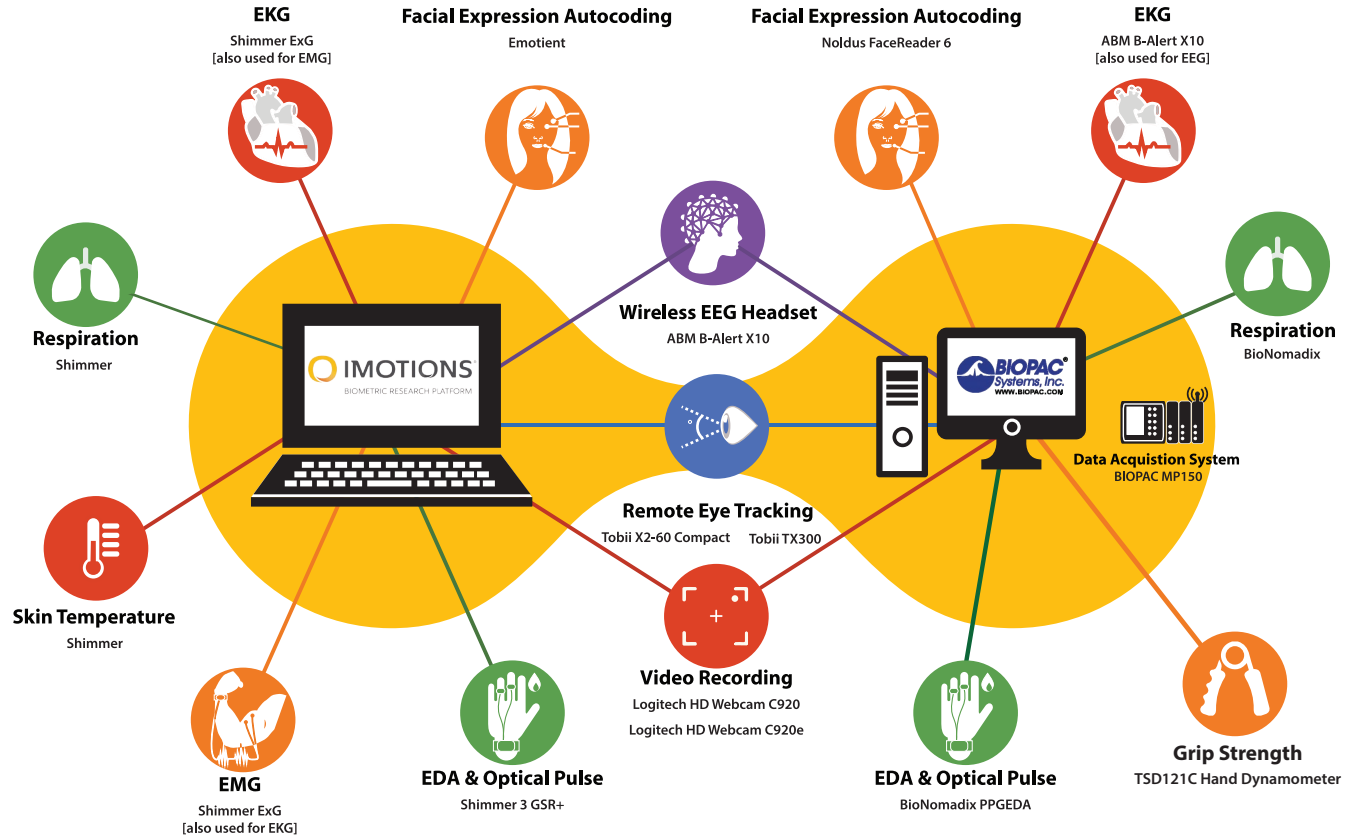 EKG
Shimmer ExG
[also used for EMG]
Facial Expression Autocoding
Emotient
Facial Expression Autocoding
Noldus FaceReader 6
EKG
ABM B-Alert X10
[also used for EEG]
Respiration
Shimmer
Wireless EEG Headset
ABM B-Alert X10
Respiration
BioNomadix
IMOTIONS®
BIOMETRIC RESEARCH PLATFORM
BIOPAC®
Systems, Inc.
WWW.BIOPAC.COM
Data Acquistion System
BIOPAC MP150
Remote Eye Tracking
Tobii X2-60 Compact Tobii TX300
Skin Temperature
Shimmer
Video Recording
Logitech HD Webcam C920
Logitech HD Webcam C920e
EMG
Shimmer ExG
[also used for EKG]
EDA & Optical Pulse
Shimmer 3 GSR+
EDA & Optical Pulse
BioNomadix PPGEDA
Grip Strength
TSD121C Hand Dynamometer